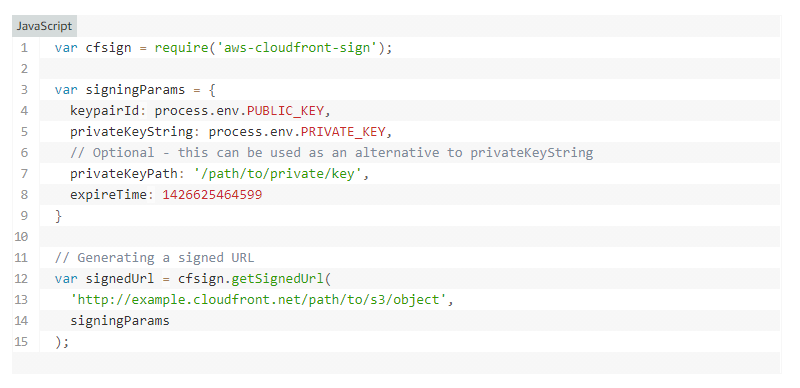 JavaScript
1 var cfsign = require('aws-cloudfront-sign');
2
3 var signingParams = {
4 keypairId: process.env.PUBLIC_KEY,
5 privateKeyString: process.env.PRIVATE_KEY,
6 // Optional - this can be used as an alternative to privateKeyString
7 privateKeyPath: '/path/to/private/key',
8 expireTime: 1426625464599
9 }
10
11 // Generating a signed URL
12 var signedUrl = cfsign.getSignedUrl(
13 'http://example.cloudfront.net/path/to/s3/object',
14 signingParams
15 );